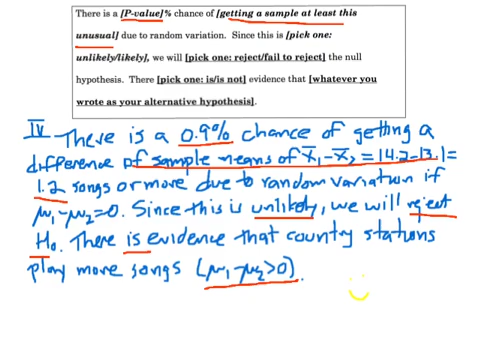 There is a [P-value]% chance of [getting a sample at least this
unusual] due to random variation. Since this is [pick one:
unlikely/likely], we will [pick one: reject/fail to reject] the null
hypothesis. There [pick one: is/is not] evidence that [whatever you
wrote as your alternative hypothesis].
IV There is a 0.9% chance of getting a
difference of sample means of x̄₁-x̄₂ = 14.2-13.1=
1.2 songs or more due to random variation if
μ₁-μ₂=0. Since this is unlikely, we will reject
H₀. There is evidence that county stations
play more songs (μ₁-μ₂>0).